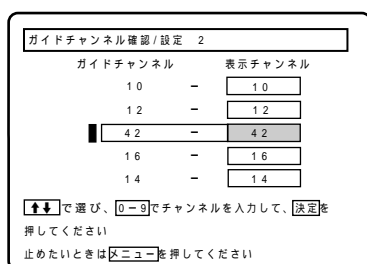 ガイドチャンネル確認/設定 2
ガイドチャンネル 表示チャンネル
10 − 10
12 − 12
42 − 42
16 − 16
14 − 14
↑↓で選び、0−9でチャンネルを入力して、決定を
押してください
止めたいときはメニューを押してください